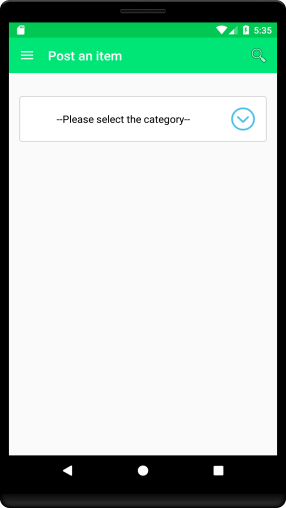 5:35
Post an item
--Please select the category--